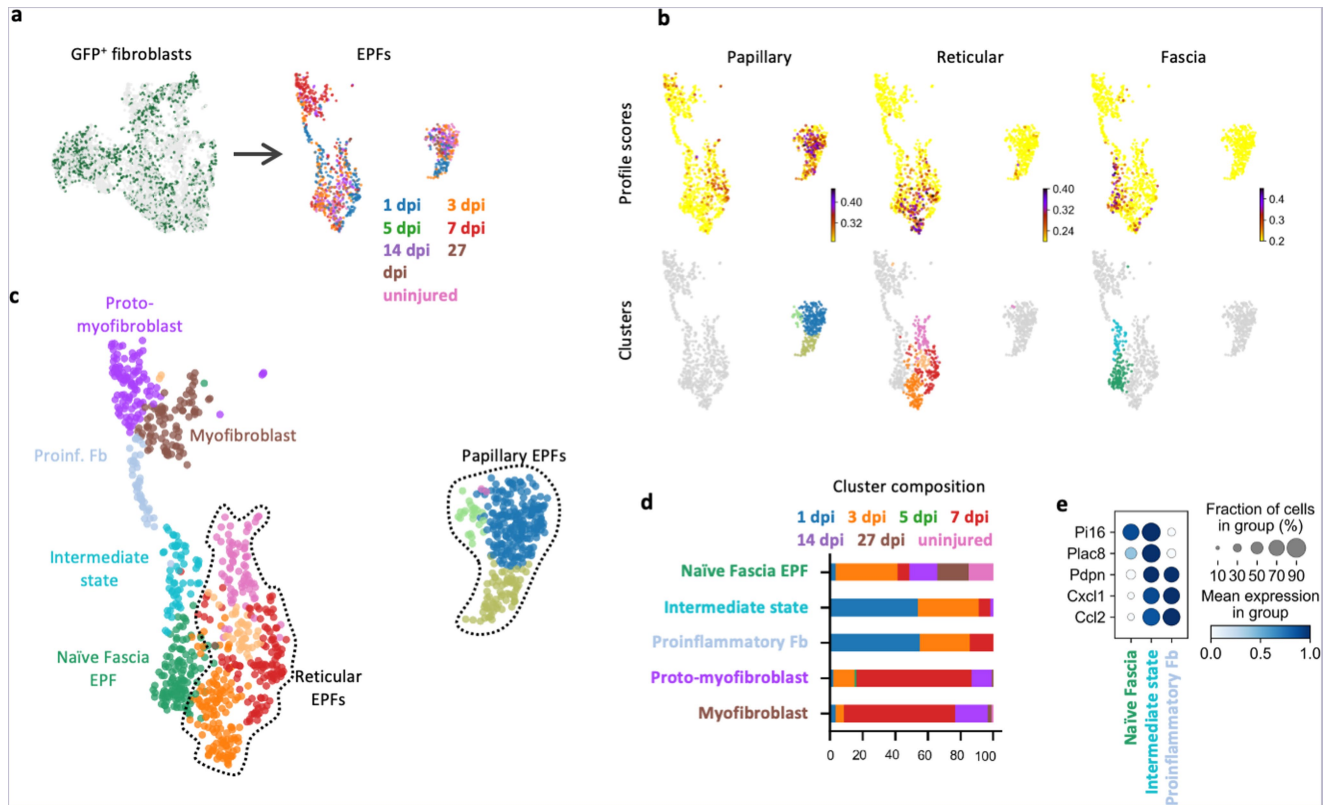 a
GFP⁺ fibroblasts
EPFs
1 dpi 3 dpi
5 dpi 7 dpi
14 dpi 27
dpi
uninjured
b
Papillary
Reticular
Fascia
Profile scores
0.40
0.32
0.40
0.32
0.24
0.4
0.3
0.2
Clusters
c
Proto-
myofibroblast
Myofibroblast
Proinf. Fb
Intermediate
state
Naïve Fascia
EPF
Reticular
EPFs
Papillary EPFs
d
Cluster composition
1 dpi 3 dpi 5 dpi 7 dpi
14 dpi 27 dpi uninjured
Naïve Fascia EPF
Intermediate state
Proinflammatory Fb
Proto-myofibroblast
Myofibroblast
0 20 40 60 80 100
e
Pi16
Plac8
Pdpn
Cxcl1
Ccl2
Naïve Fascia
Intermediate state
Proinflammatory Fb
Fraction of cells
in group (%)
10 30 50 70 90
Mean expression
in group
0.0 0.5 1.0